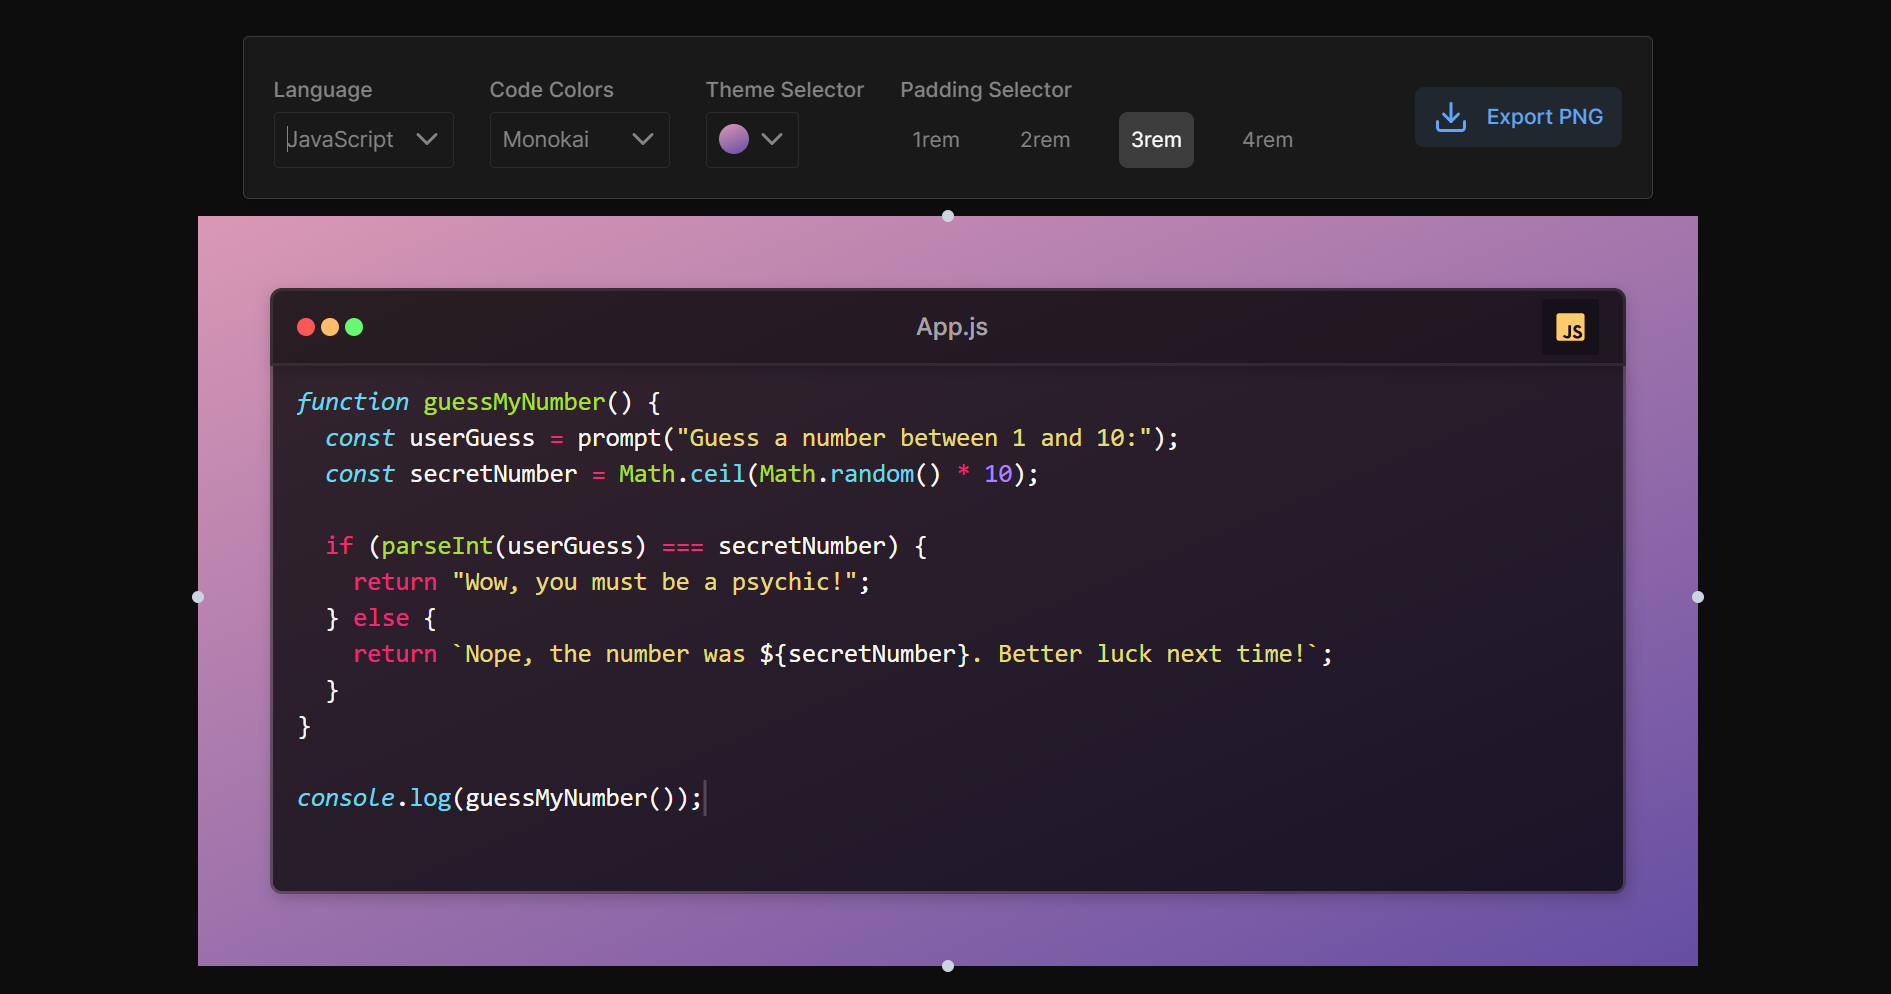 Language Code Colors Theme Selector Padding Selector
JavaScript Monokai 1rem 2rem 3rem 4rem Export PNG
App.js JS
function guessMyNumber() {
  const userGuess = prompt("Guess a number between 1 and 10:");
  const secretNumber = Math.ceil(Math.random() * 10);

  if (parseInt(userGuess) === secretNumber) {
    return "Wow, you must be a psychic!";
  } else {
    return `Nope, the number was ${secretNumber}. Better luck next time!`;
  }
}

console.log(guessMyNumber());